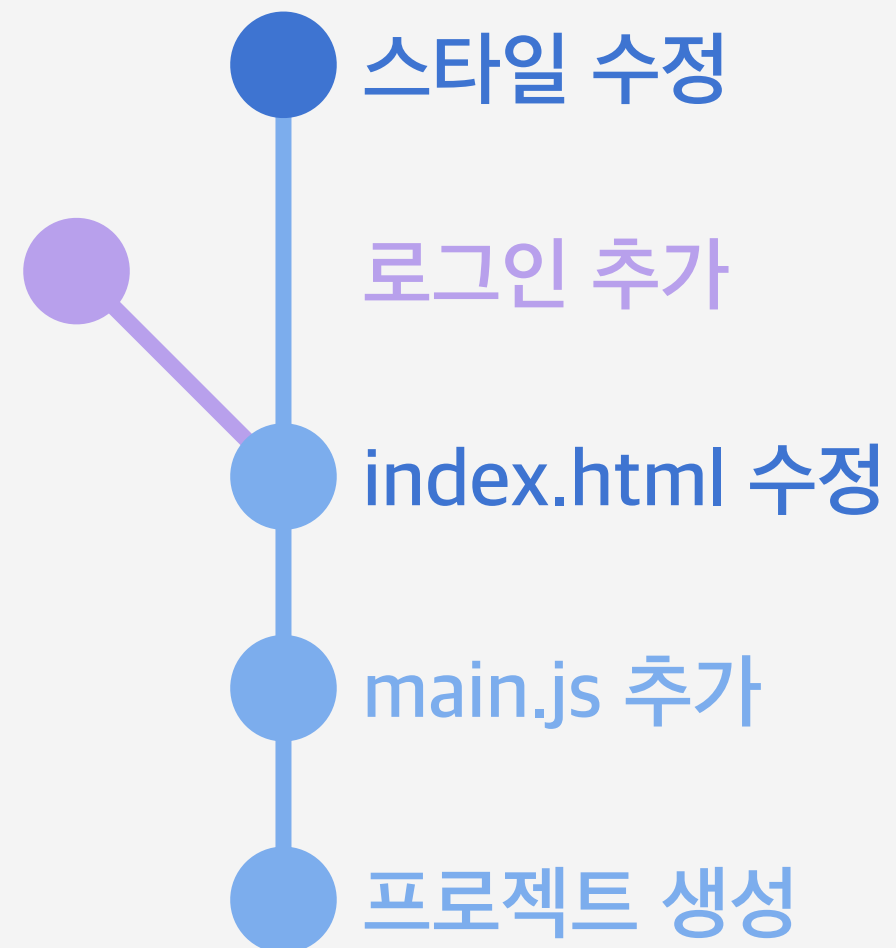 스타일 수정
로그인 추가
index.html 수정
main.js 추가
프로젝트 생성